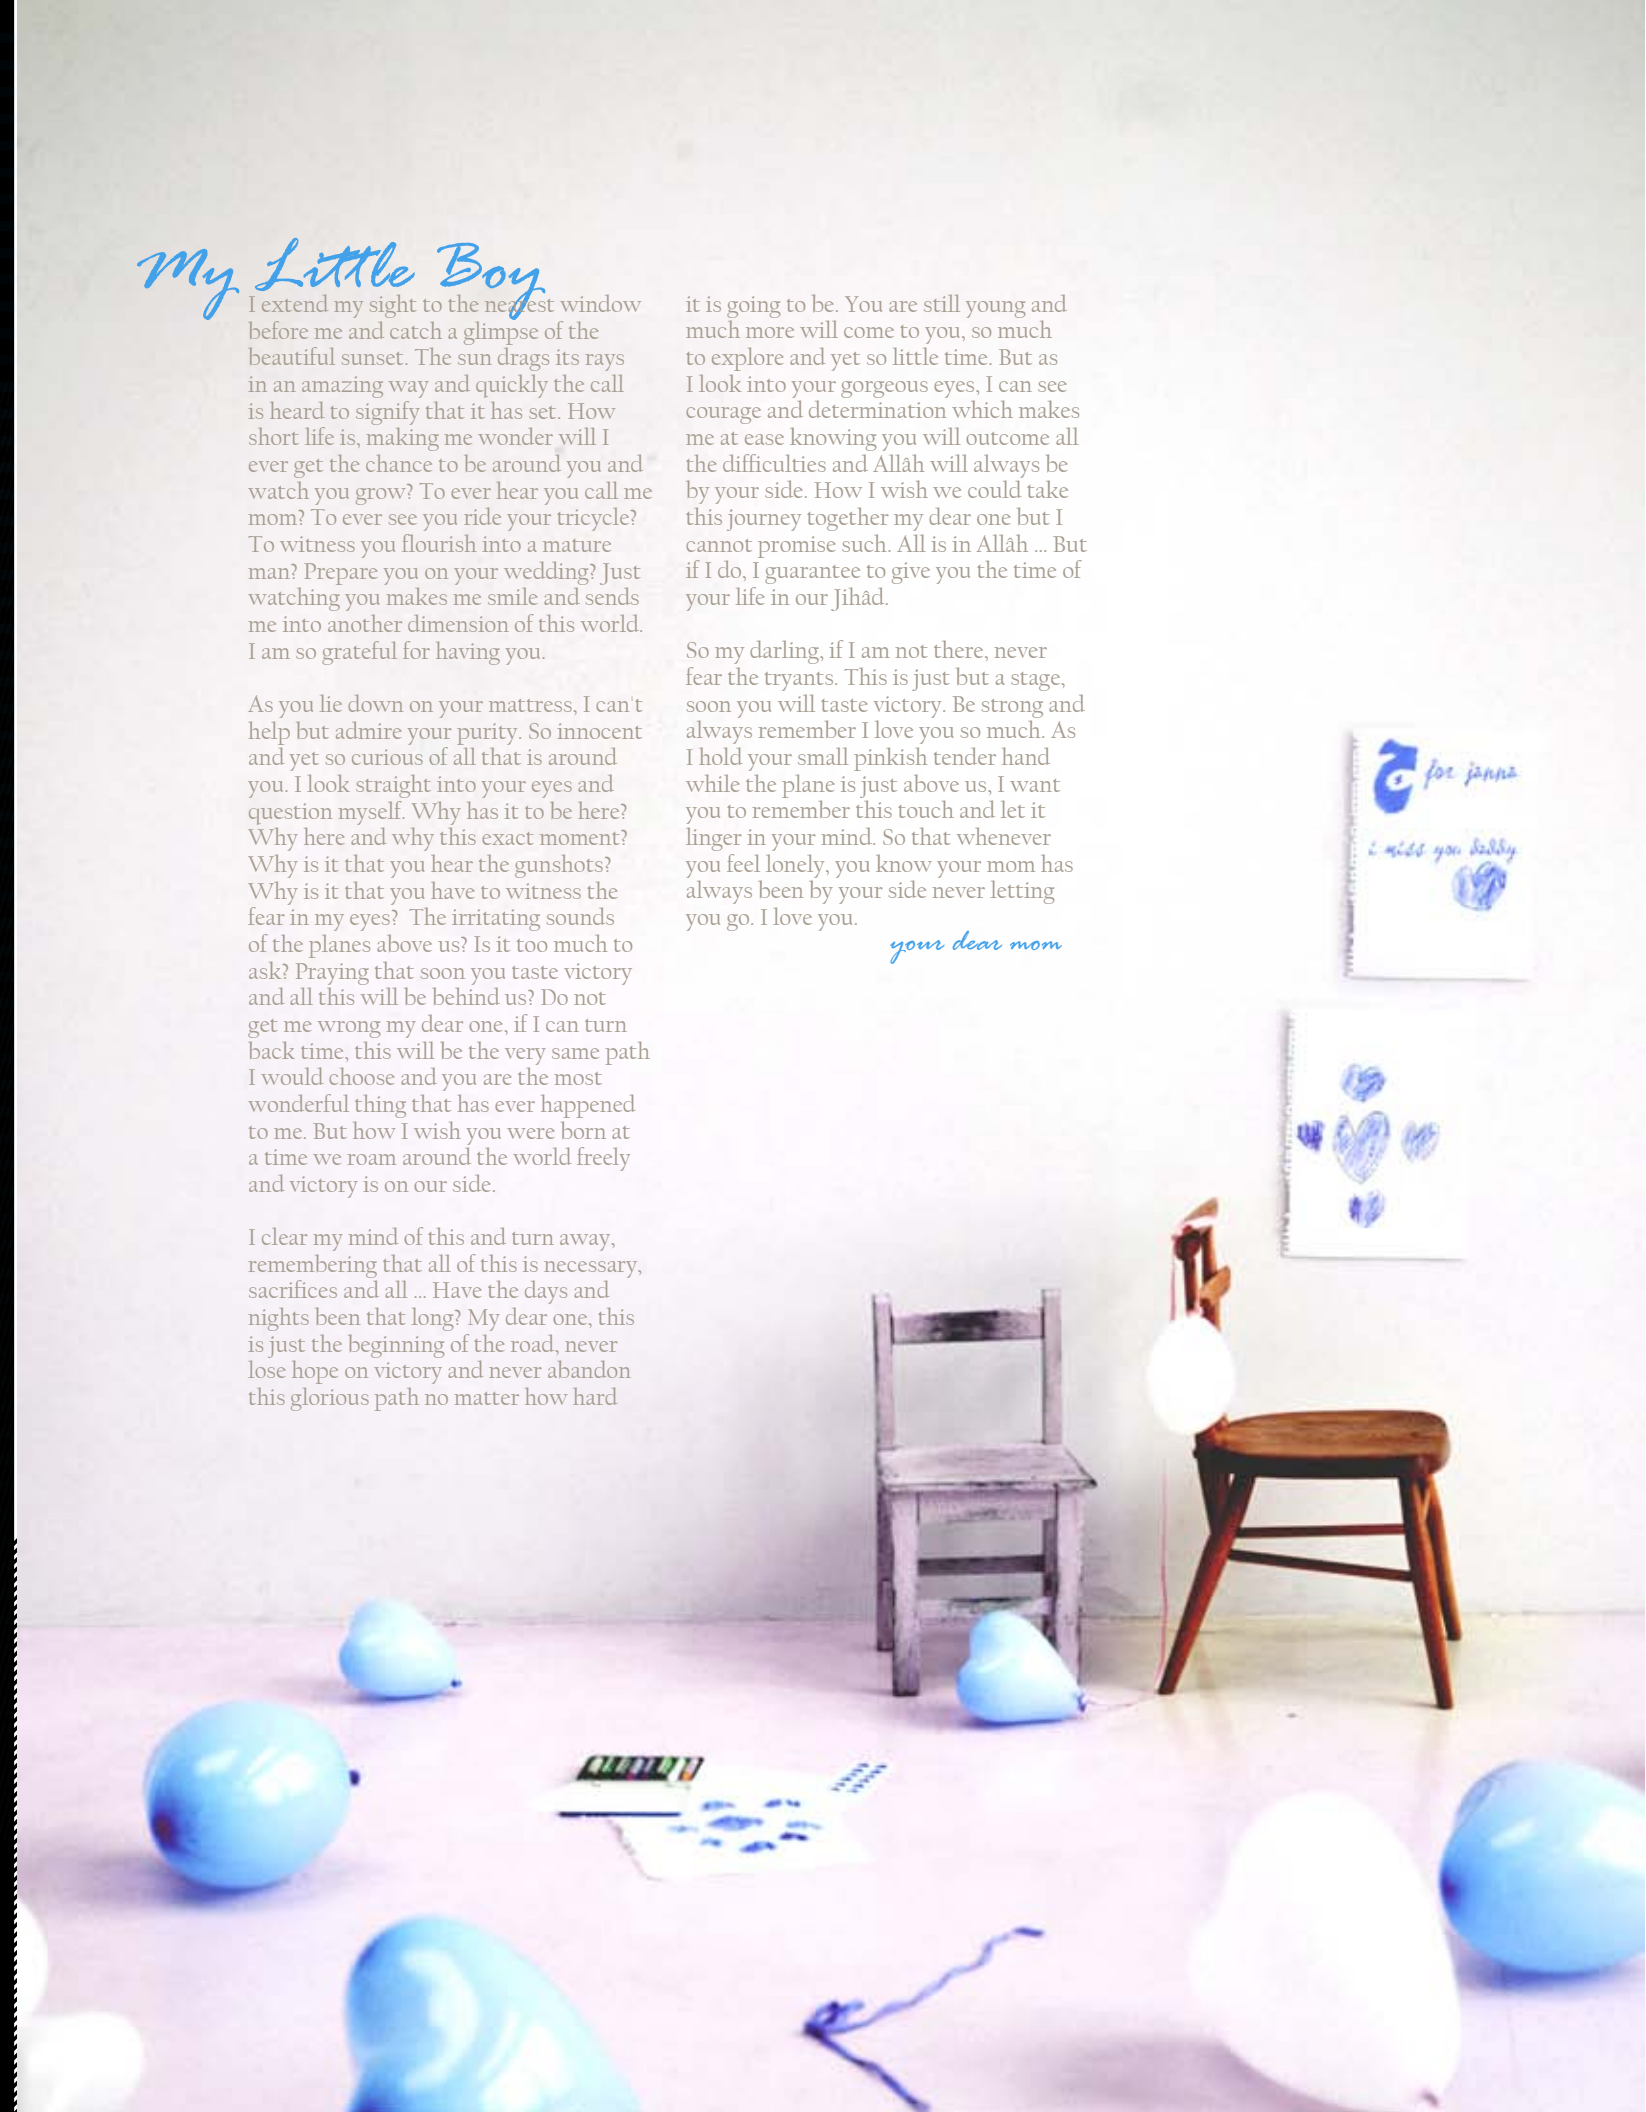 My Little Boy
I extend my sight to the nearest window
before me and catch a glimpse of the
beautiful sunset. The sun drags its rays
in an amazing way and quickly the call
is heard to signify that it has set. How
short life is, making me wonder will I
ever get the chance to be around you and
watch you grow? To ever hear you call me
mom? To ever see you ride your tricycle?
To witness you flourish into a mature
man? Prepare you on your wedding? Just
watching you makes me smile and sends
me into another dimension of this world.
I am so grateful for having you.
As you lie down on your mattress, I can't
help but admire your purity. So innocent
and yet so curious of all that is around
you. I look straight into your eyes and
question myself. Why has it to be here?
Why here and why this exact moment?
Why is it that you hear the gunshots?
Why is it that you have to witness the
fear in my eyes?  The irritating sounds
of the planes above us? Is it too much to
ask? Praying that soon you taste victory
and all this will be behind us? Do not
get me wrong my dear one, if I can turn
back time, this will be the very same path
I would choose and you are the most
wonderful thing that has ever happened
to me. But how I wish you were born at
a time we roam around the world freely
and victory is on our side.
I clear my mind of this and turn away,
remembering that all of this is necessary,
sacrifices and all ... Have the days and
nights been that long? My dear one, this
is just the beginning of the road, never
lose hope on victory and never abandon
this glorious path no matter how hard
it is going to be. You are still young and
much more will come to you, so much
to explore and yet so little time. But as
I look into your gorgeous eyes, I can see
courage and determination which makes
me at ease knowing you will outcome all
the difficulties and Allâh will always be
by your side. How I wish we could take
this journey together my dear one but I
cannot promise such. All is in Allâh ... But
if I do, I guarantee to give you the time of
your life in our Jihâd.
So my darling, if I am not there, never
fear the tryants. This is just but a stage,
soon you will taste victory. Be strong and
always remember I love you so much. As
I hold your small pinkish tender hand
while the plane is just above us, I want
you to remember this touch and let it
linger in your mind. So that whenever
you feel lonely, you know your mom has
always been by your side never letting
you go. I love you.
your dear mom
ج for janna
i miss you daddy